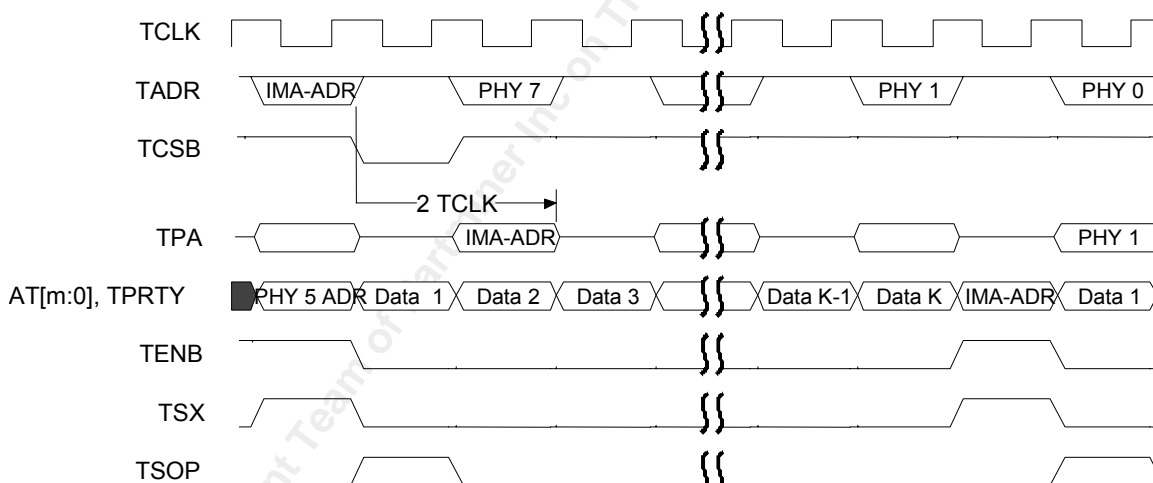 TCLK
TADR IMA-ADR PHY 7 PHY 1 PHY 0
TCSB
2 TCLK
TPA IMA-ADR PHY 1
AT[m:0], TPRTY PHY 5 ADR Data 1 Data 2 Data 3 Data K-1 Data K IMA-ADR Data 1
TENB
TSX
TSOP